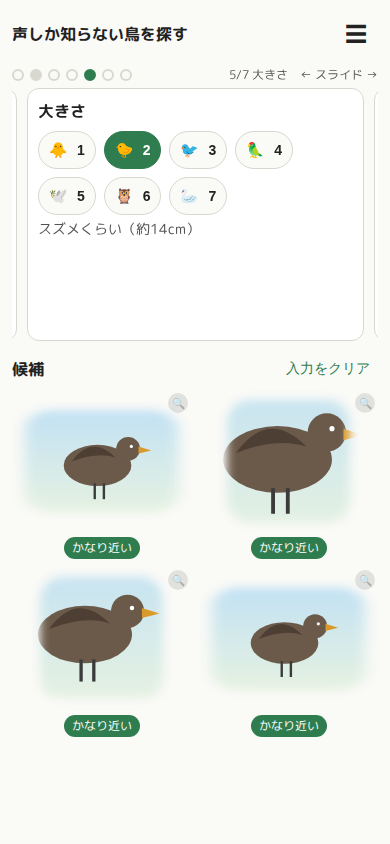 声しか知らない鳥を探す
5/7 大きさ ← スライド →
大きさ
1 2 3 4
5 6 7
スズメくらい（約14cm）
候補 入力をクリア
かなり近い かなり近い
かなり近い かなり近い